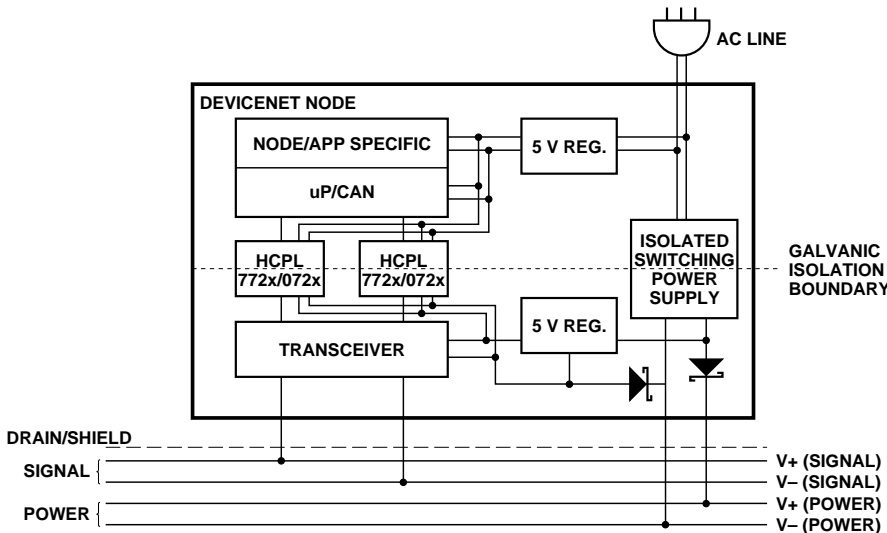 AC LINE
DEVICENET NODE
NODE/APP SPECIFIC
5 V REG.
uP/CAN
HCPL
772x/072x
HCPL
772x/072x
ISOLATED
SWITCHING
POWER
SUPPLY
GALVANIC
ISOLATION
BOUNDARY
TRANSCEIVER
5 V REG.
DRAIN/SHIELD
SIGNAL
V+ (SIGNAL)
V– (SIGNAL)
POWER
V+ (POWER)
V– (POWER)